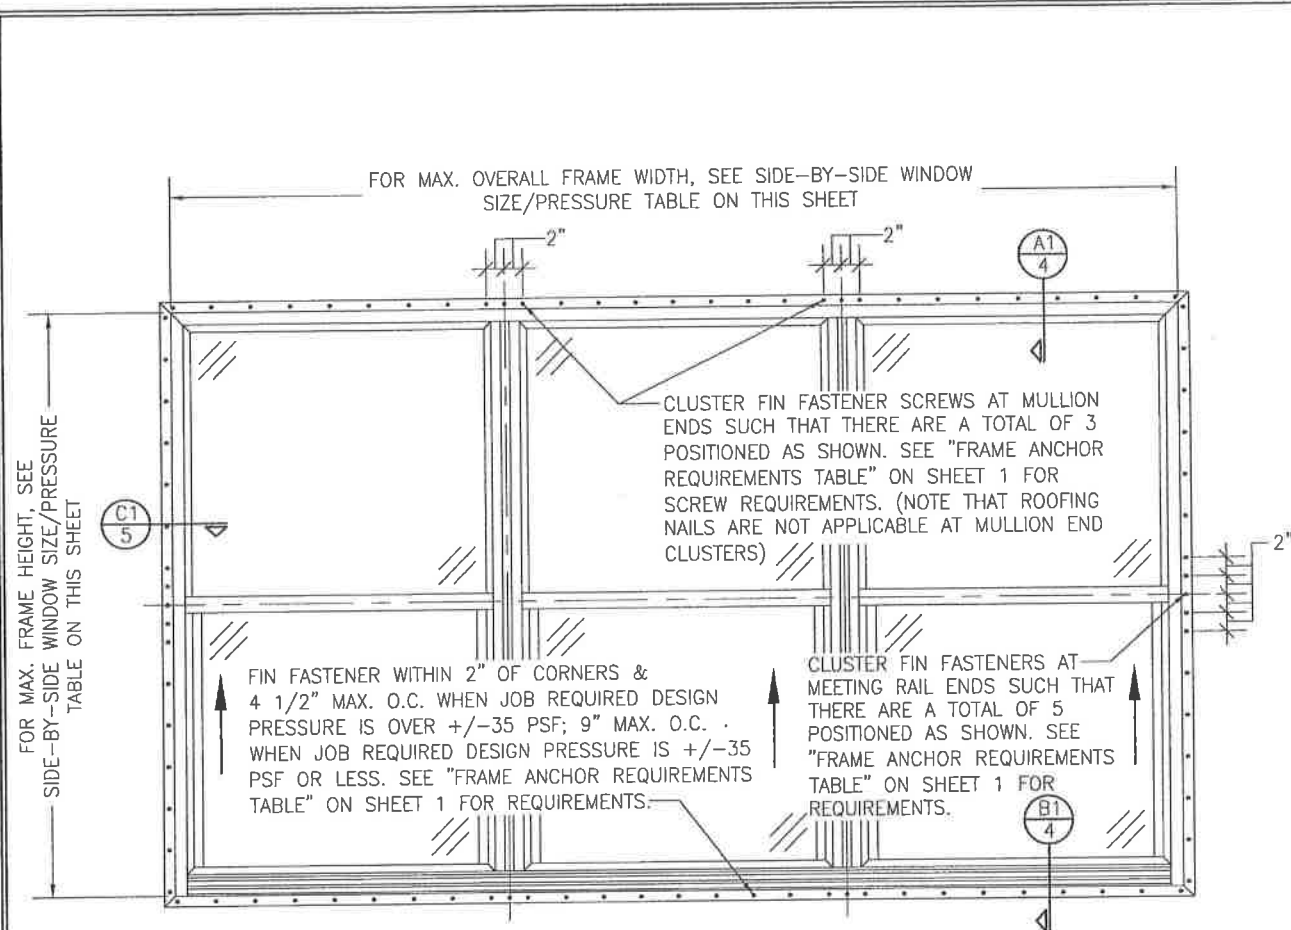 FOR MAX. OVERALL FRAME WIDTH, SEE SIDE-BY-SIDE WINDOW
SIZE/PRESSURE TABLE ON THIS SHEET
2"
2"
A1
4
CLUSTER FIN FASTENER SCREWS AT MULLION
ENDS SUCH THAT THERE ARE A TOTAL OF 3
POSITIONED AS SHOWN. SEE "FRAME ANCHOR
REQUIREMENTS TABLE" ON SHEET 1 FOR
SCREW REQUIREMENTS. (NOTE THAT ROOFING
NAILS ARE NOT APPLICABLE AT MULLION END
CLUSTERS)
FOR MAX. FRAME HEIGHT, SEE
SIDE-BY-SIDE WINDOW SIZE/PRESSURE
TABLE ON THIS SHEET
C1
5
2"
FIN FASTENER WITHIN 2" OF CORNERS &
4 1/2" MAX. O.C. WHEN JOB REQUIRED DESIGN
PRESSURE IS OVER +/-35 PSF; 9" MAX. O.C.
WHEN JOB REQUIRED DESIGN PRESSURE IS +/-35
PSF OR LESS. SEE "FRAME ANCHOR REQUIREMENTS
TABLE" ON SHEET 1 FOR REQUIREMENTS.
CLUSTER FIN FASTENERS AT
MEETING RAIL ENDS SUCH THAT
THERE ARE A TOTAL OF 5
POSITIONED AS SHOWN. SEE
"FRAME ANCHOR REQUIREMENTS
TABLE" ON SHEET 1 FOR
REQUIREMENTS.
B1
4